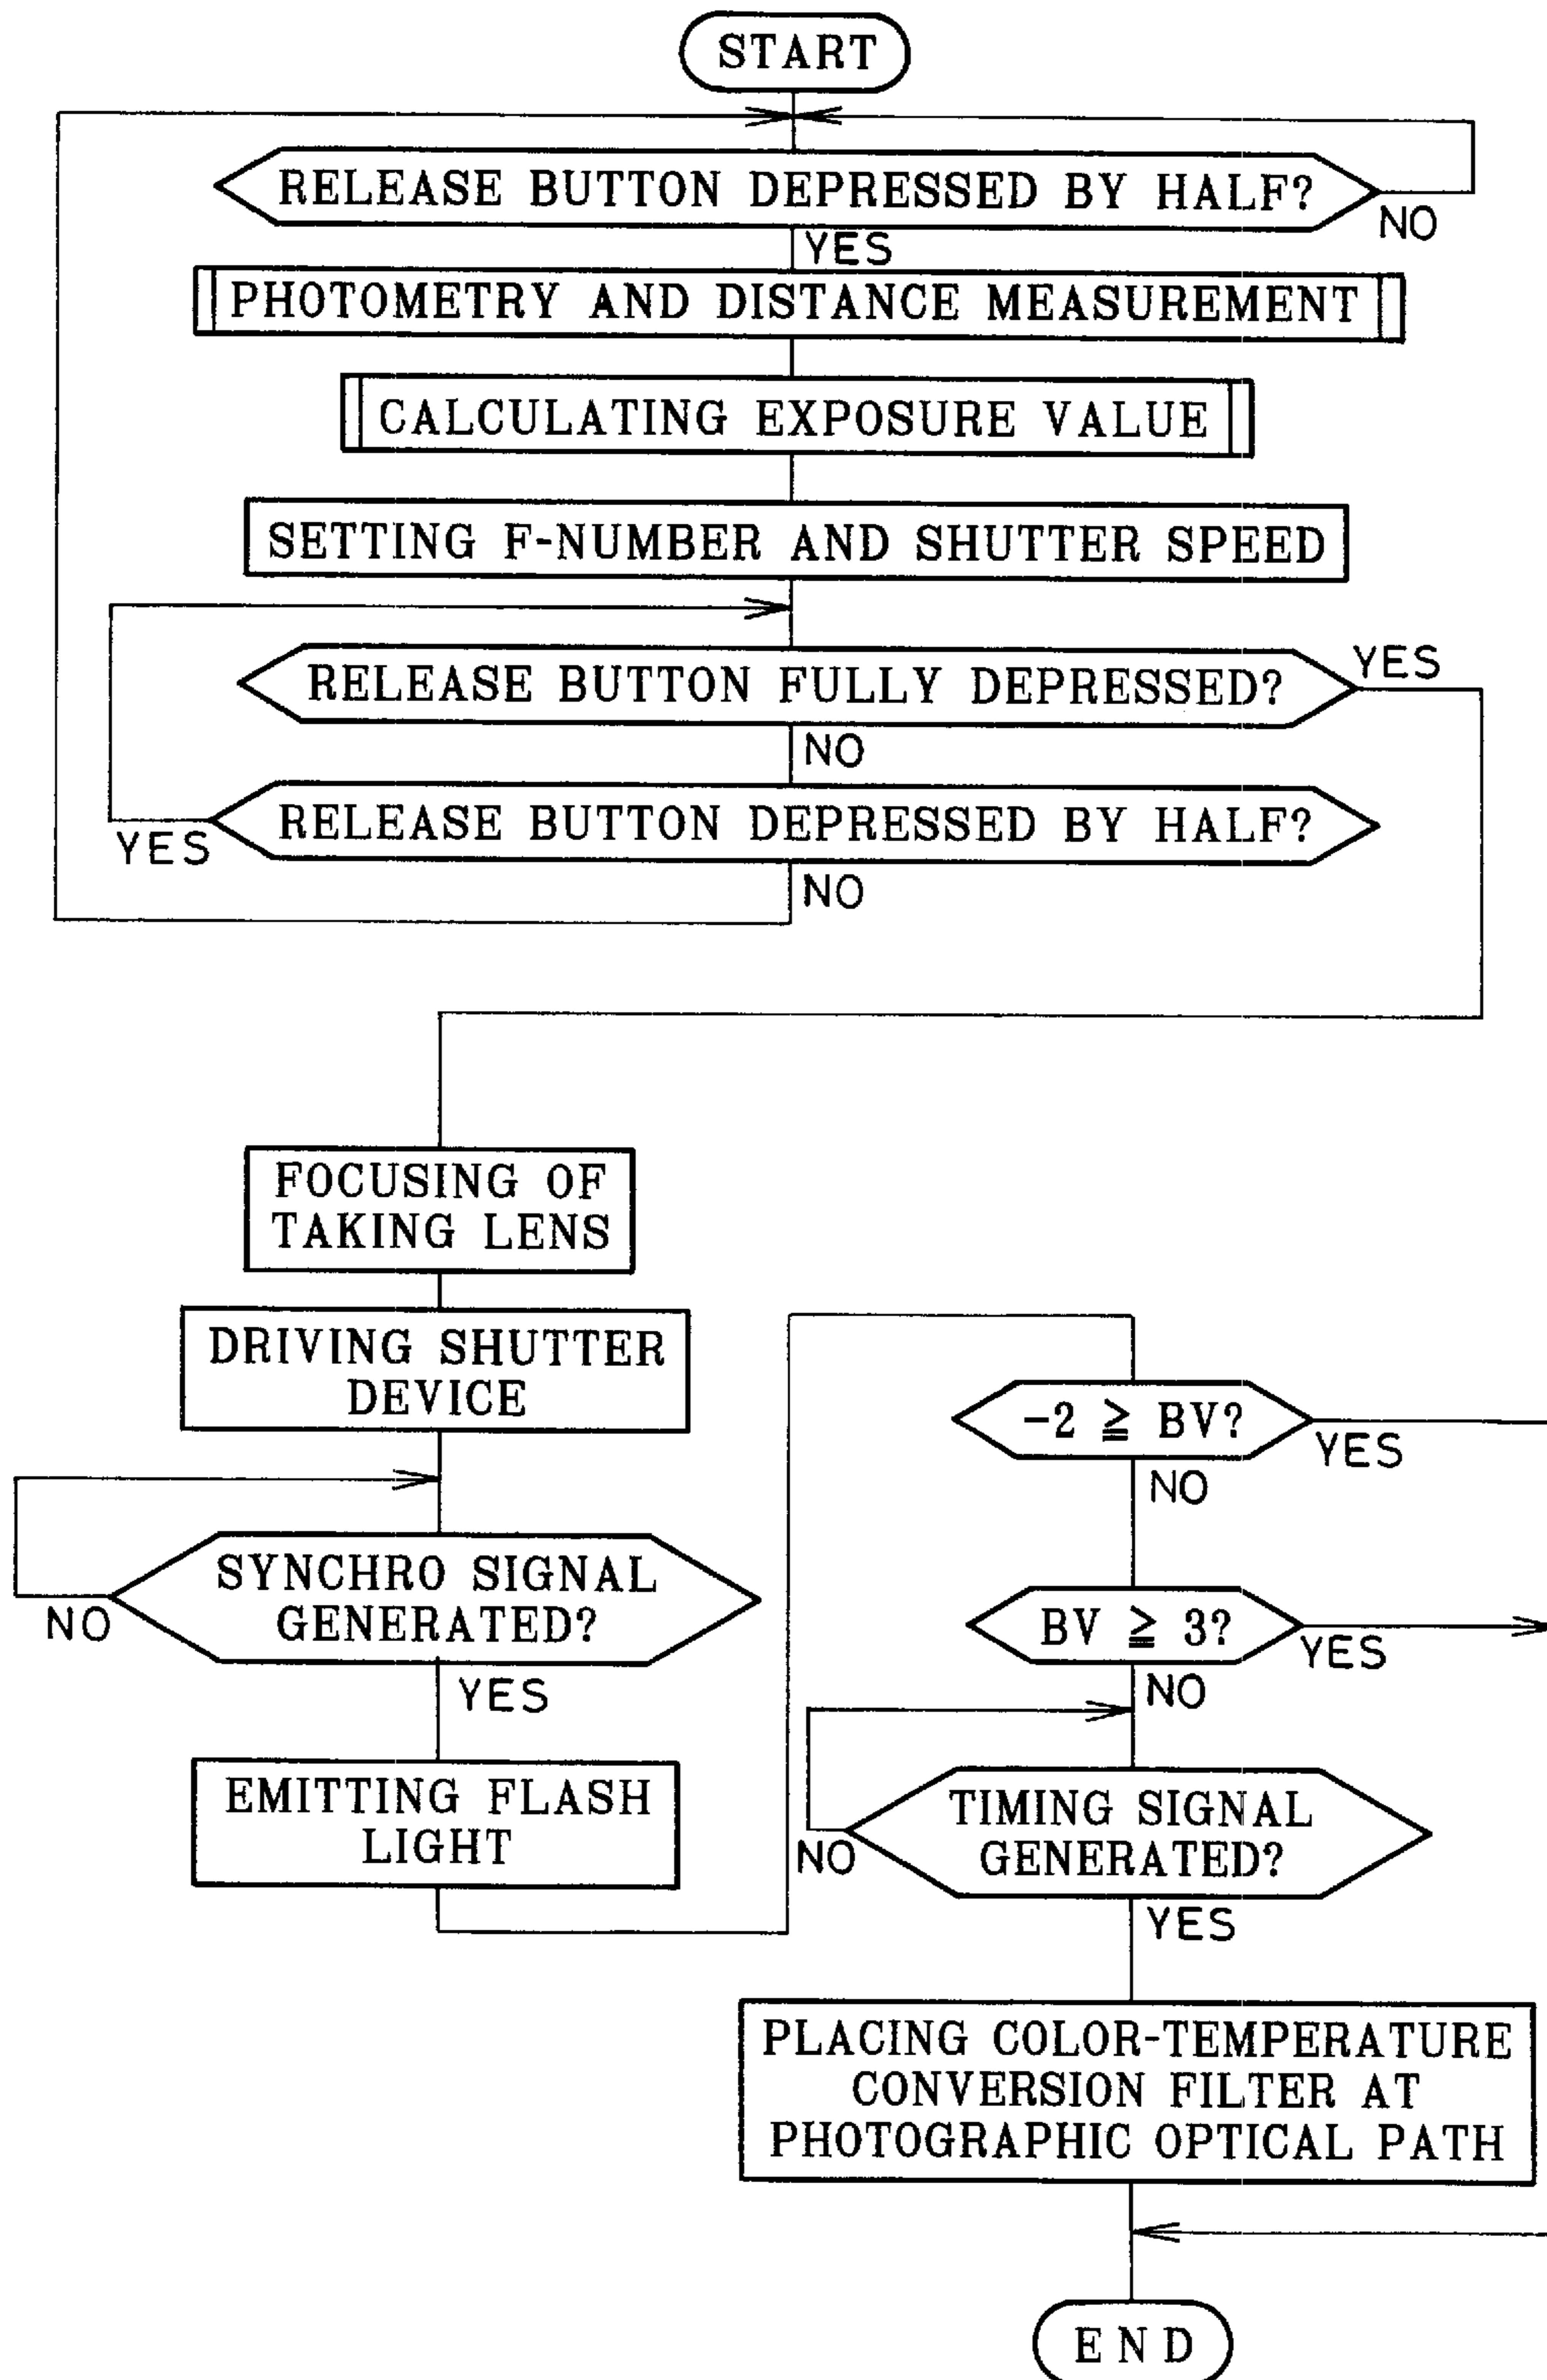 START
RELEASE BUTTON DEPRESSED BY HALF?
NO
YES
PHOTOMETRY AND DISTANCE MEASUREMENT
CALCULATING EXPOSURE VALUE
SETTING F-NUMBER AND SHUTTER SPEED
YES
RELEASE BUTTON FULLY DEPRESSED?
NO
RELEASE BUTTON DEPRESSED BY HALF?
YES
NO
FOCUSING OF
TAKING LENS
DRIVING SHUTTER
DEVICE
SYNCHRO SIGNAL
GENERATED?
NO
YES
EMITTING FLASH
LIGHT
-2 ≧ BV?
YES
NO
BV ≧ 3?
YES
NO
TIMING SIGNAL
GENERATED?
NO
YES
PLACING COLOR-TEMPERATURE
CONVERSION FILTER AT
PHOTOGRAPHIC OPTICAL PATH
END